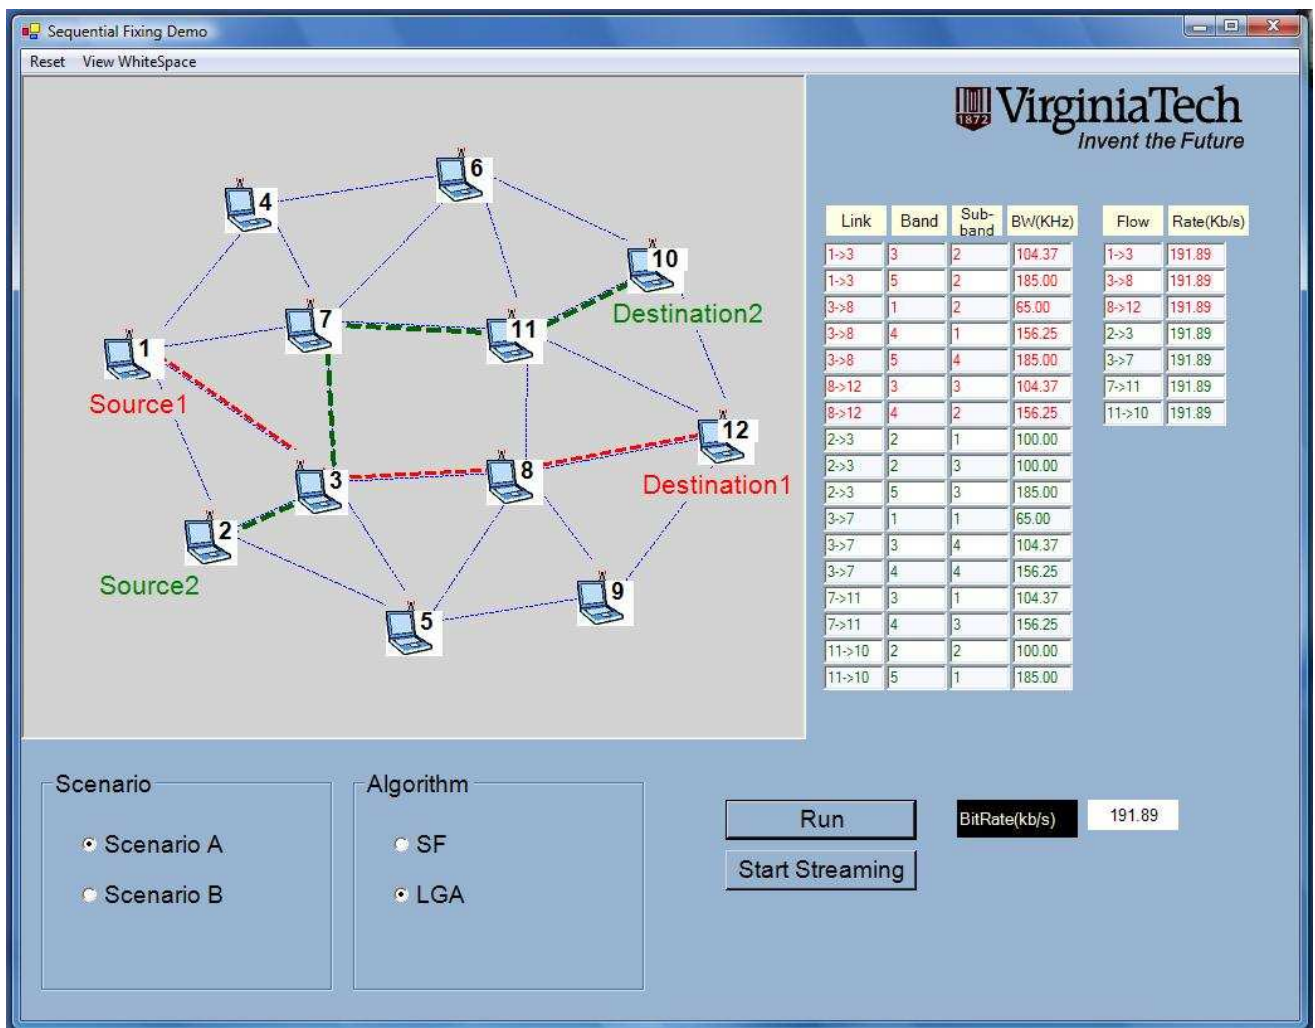 Sequential Fixing Demo
Reset View WhiteSpace
VirginiaTech
1872
Invent the Future
6
4
10
Destination2
7
11
1
Source1
12
Destination1
3
8
2
Source2
9
5
Link Band Sub-band BW(KHz)
1->3 3 2 104.37
1->3 5 2 185.00
3->8 1 2 65.00
3->8 4 1 156.25
3->8 5 4 185.00
8->12 3 3 104.37
8->12 4 2 156.25
2->3 2 1 100.00
2->3 2 3 100.00
2->3 5 3 185.00
3->7 1 1 65.00
3->7 3 4 104.37
3->7 4 4 156.25
7->11 3 1 104.37
7->11 4 3 156.25
11->10 2 2 100.00
11->10 5 1 185.00
Flow Rate(Kb/s)
1->3 191.89
3->8 191.89
8->12 191.89
2->3 191.89
3->7 191.89
7->11 191.89
11->10 191.89
Scenario
Scenario A
Scenario B
Algorithm
SF
LGA
Run
Start Streaming
BitRate(kb/s) 191.89